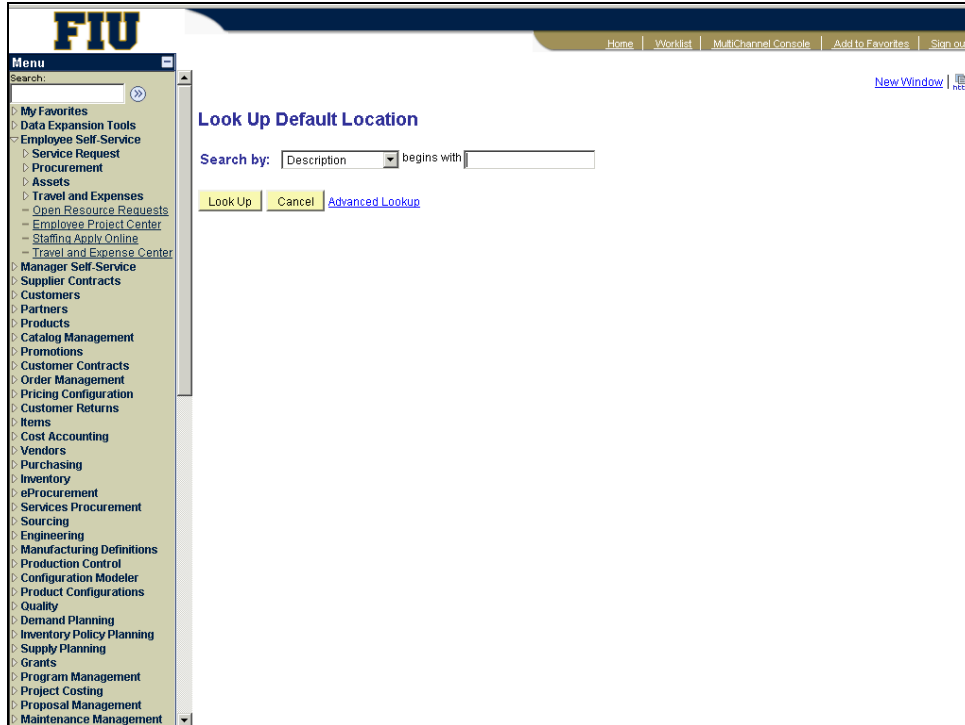 FIU
Home | Worklist | MultiChannel Console | Add to Favorites | Sign ou
Menu
Search:
New Window | htt
My Favorites
Data Expansion Tools
Employee Self-Service
Service Request
Procurement
Assets
Travel and Expenses
Open Resource Requests
Employee Project Center
Staffing Apply Online
Travel and Expense Center
Manager Self-Service
Supplier Contracts
Customers
Partners
Products
Catalog Management
Promotions
Customer Contracts
Order Management
Pricing Configuration
Customer Returns
Items
Cost Accounting
Vendors
Purchasing
Inventory
eProcurement
Services Procurement
Sourcing
Engineering
Manufacturing Definitions
Production Control
Configuration Modeler
Product Configurations
Quality
Demand Planning
Inventory Policy Planning
Supply Planning
Grants
Program Management
Project Costing
Proposal Management
Maintenance Management
Look Up Default Location
Search by: Description begins with
Look Up Cancel Advanced Lookup